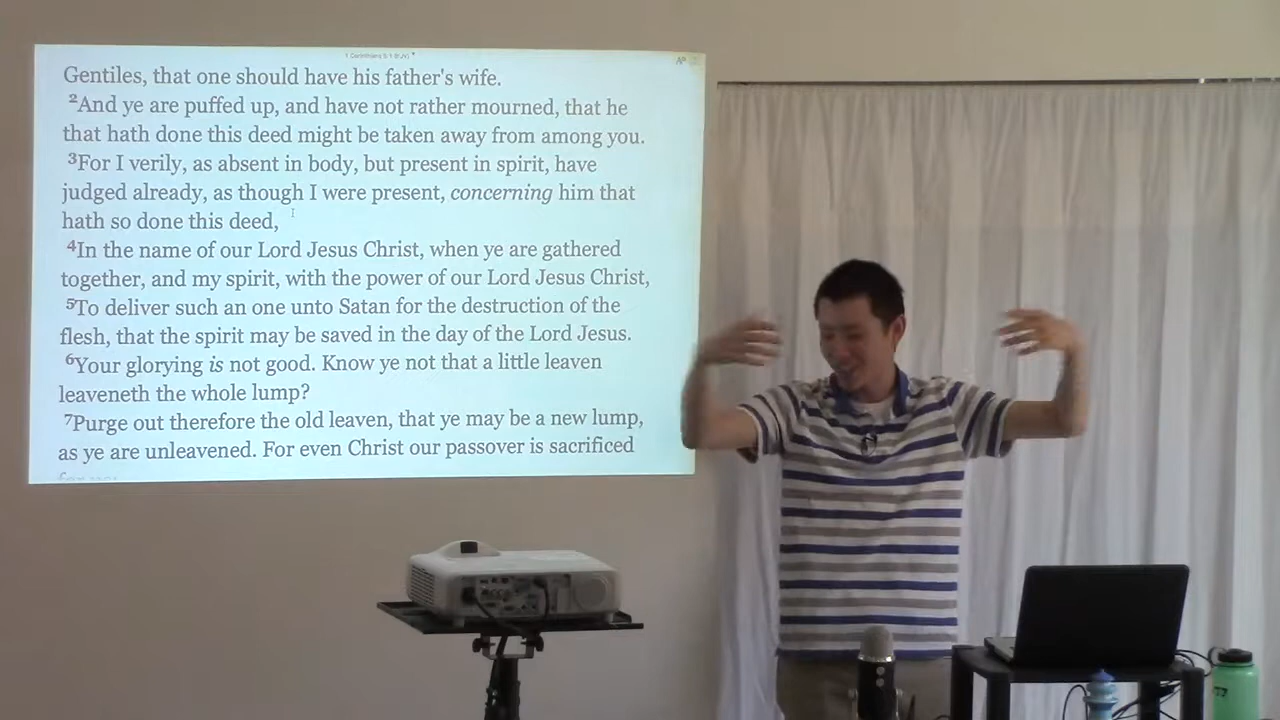 Gentiles, that one should have his father's wife.
2And ye are puffed up, and have not rather mourned, that he
that hath done this deed might be taken away from among you.
3For I verily, as absent in body, but present in spirit, have
judged already, as though I were present, concerning him that
hath so done this deed,
4In the name of our Lord Jesus Christ, when ye are gathered
together, and my spirit, with the power of our Lord Jesus Christ,
5To deliver such an one unto Satan for the destruction of the
flesh, that the spirit may be saved in the day of the Lord Jesus.
6Your glorying is not good. Know ye not that a little leaven
leaveneth the whole lump?
7Purge out therefore the old leaven, that ye may be a new lump,
as ye are unleavened. For even Christ our passover is sacrificed